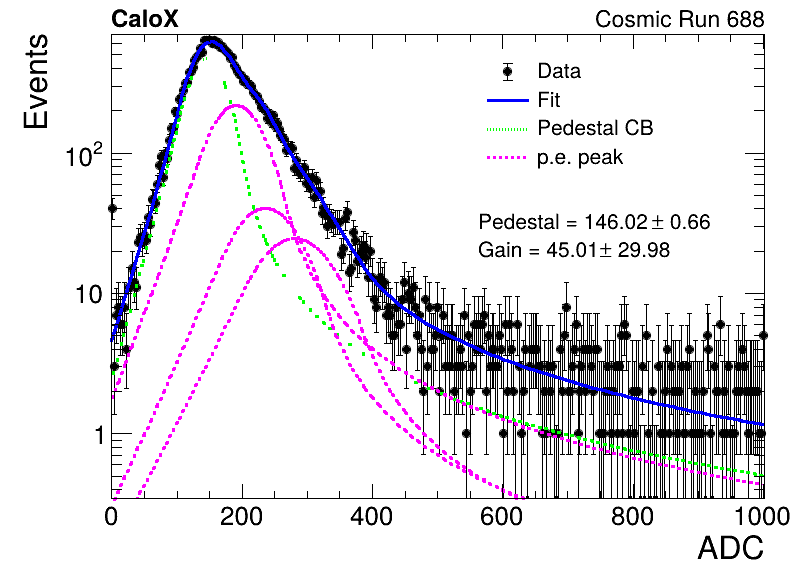 CaloX
Cosmic Run 688
Events
Data
Fit
Pedestal CB
p.e. peak
Pedestal = 146.02 ± 0.66
Gain = 45.01 ± 29.98
10²
10
1
0 200 400 600 800 1000
ADC